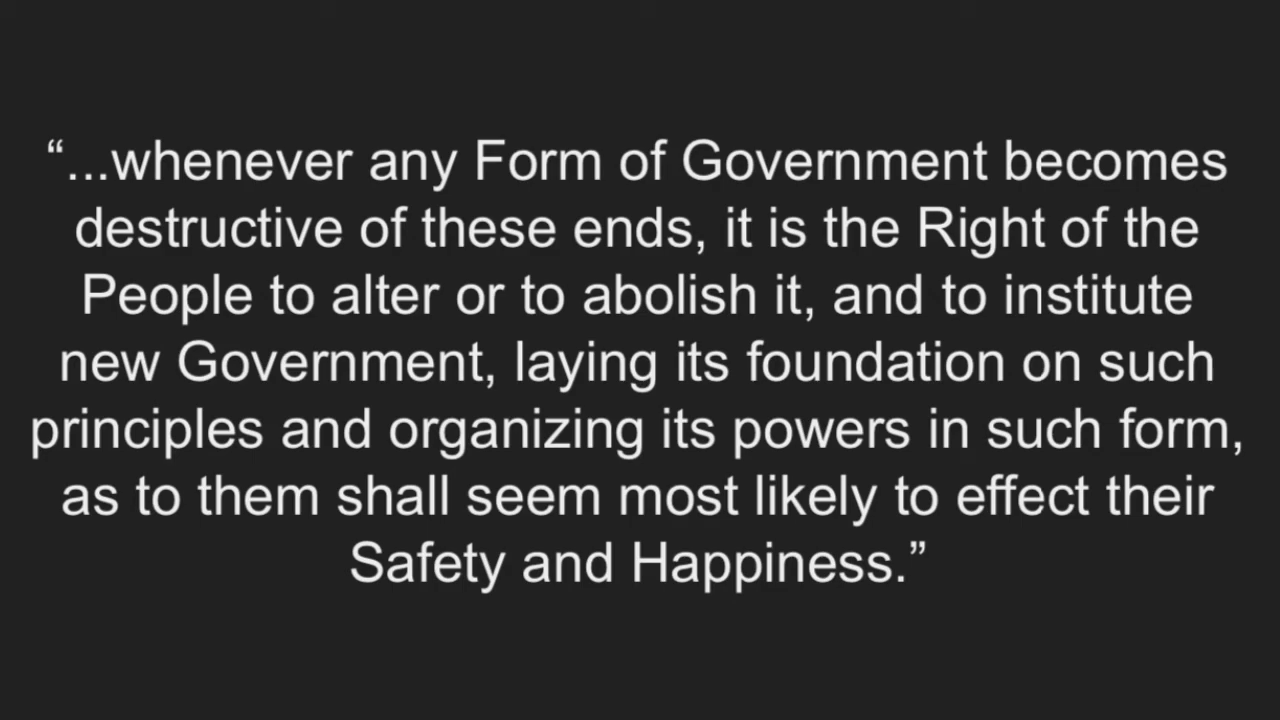 “...whenever any Form of Government becomes
destructive of these ends, it is the Right of the
People to alter or to abolish it, and to institute
new Government, laying its foundation on such
principles and organizing its powers in such form,
as to them shall seem most likely to effect their
Safety and Happiness.”